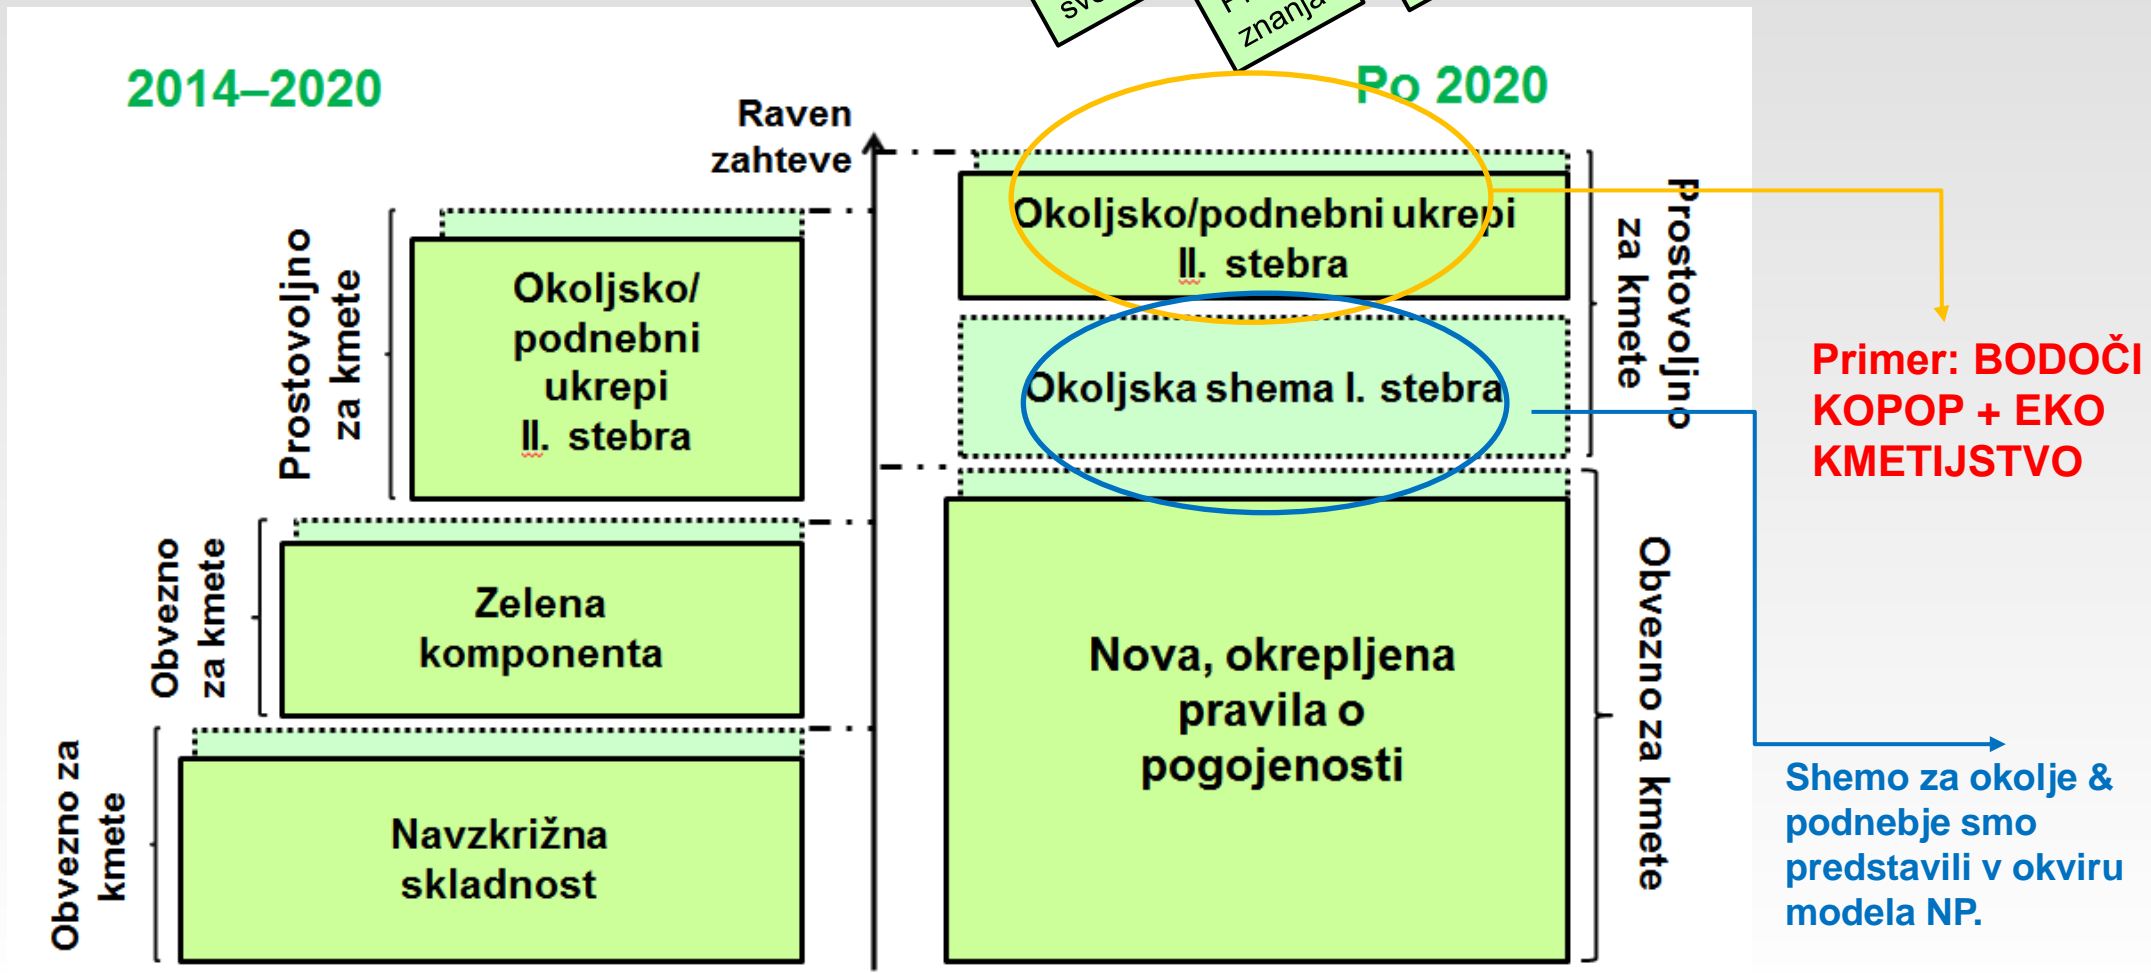 znanja
2014–2020
Po 2020
Raven
zahteve
Prostovoljno
za kmete
Okoljsko/
podnebni
ukrepi
II. stebra
Obvezno
za kmete
Zelena
komponenta
Obvezno za
kmete
Navzkrižna
skladnost
Okoljsko/podnebni ukrepi
II. stebra
Okoljska shema I. stebra
Prostovoljno
za kmete
Nova, okrepljena
pravila o
pogojenosti
Obvezno za kmete
Primer: BODOČI
KOPOP + EKO
KMETIJSTVO
Shemo za okolje &
podnebje smo
predstavili v okviru
modela NP.